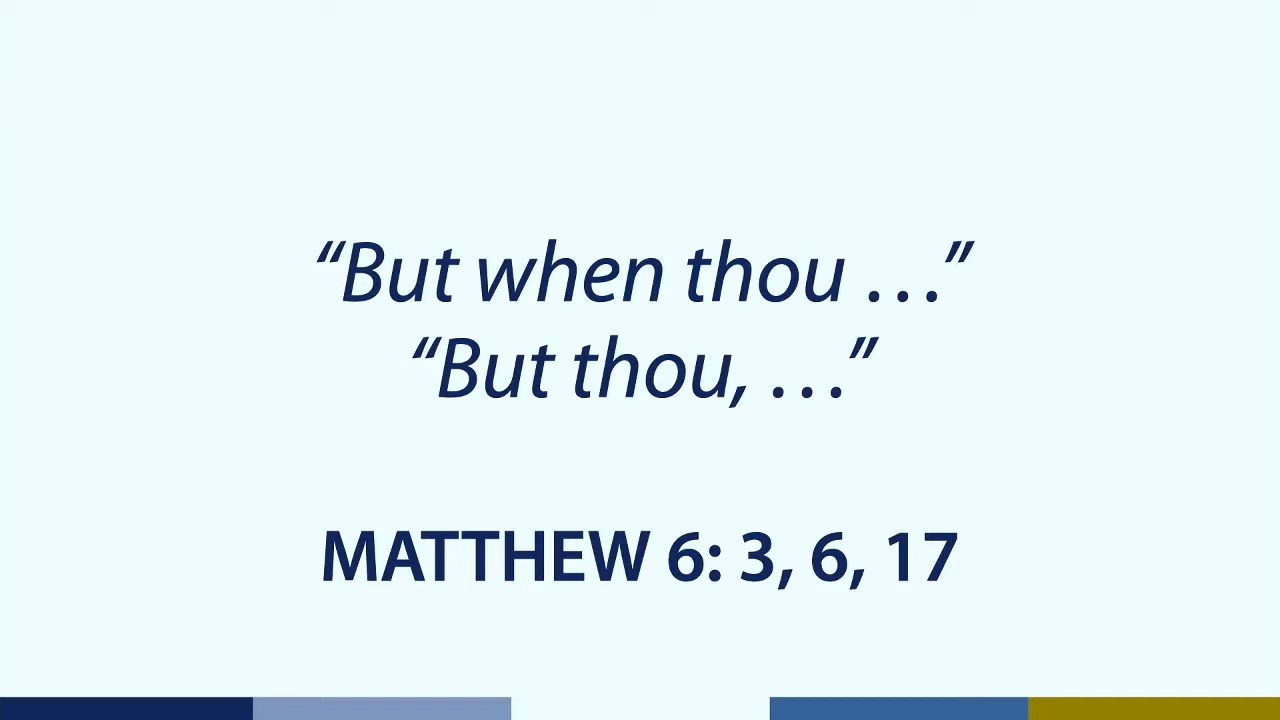 “But when thou …”
“But thou, …”
MATTHEW 6: 3, 6, 17